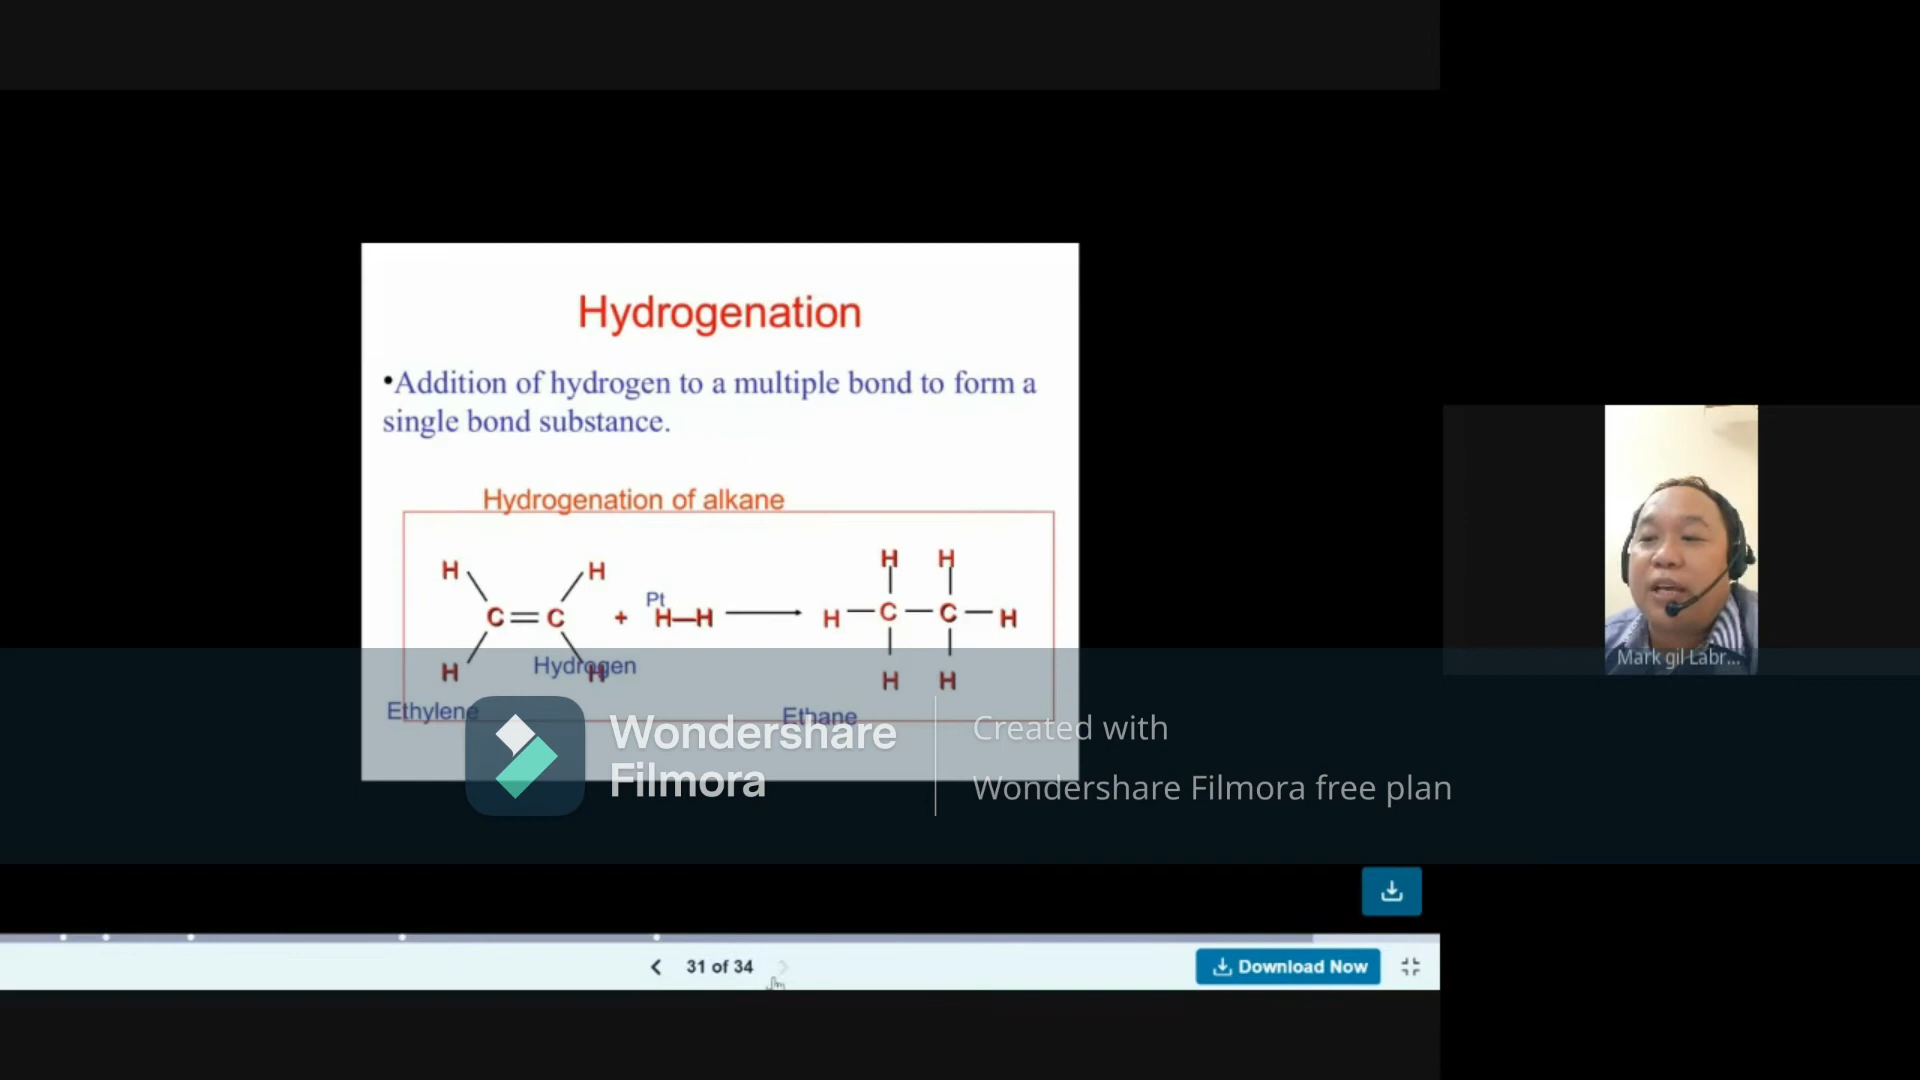 Hydrogenation
•Addition of hydrogen to a multiple bond to form a
single bond substance.
Hydrogenation of alkane
H H H H
Pt
C=C + H—H H—C—C—H
H Hydrogen H H H
Ethylene Ethane
Mark gil Labr...
Wondershare
Filmora
Created with
Wondershare Filmora free plan
31 of 34
Download Now